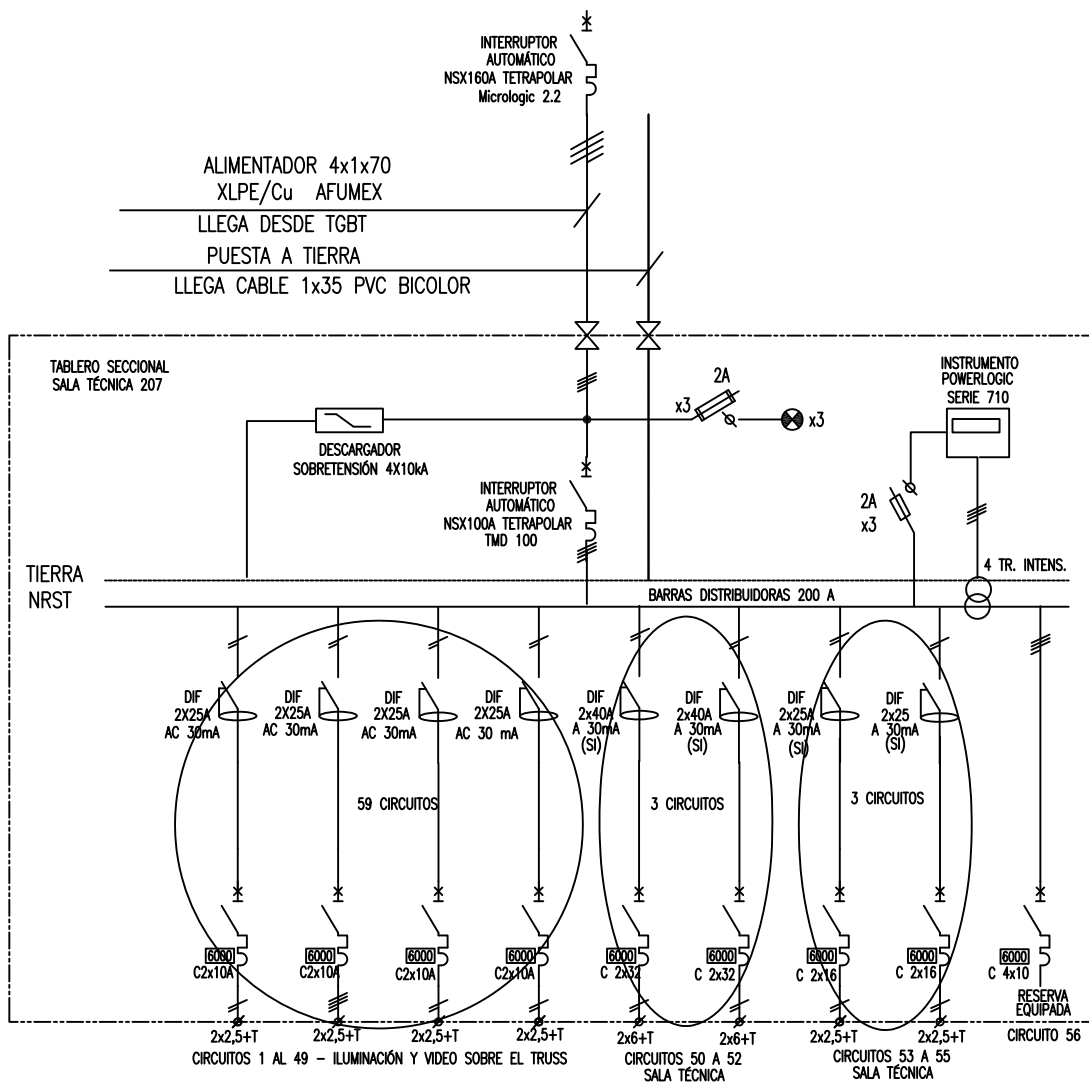 INTERRUPTOR
AUTOMÁTICO
NSX160A TETRAPOLAR
Micrologic 2.2
ALIMENTADOR 4x1x70
XLPE/Cu AFUMEX
LLEGA DESDE TGBT
PUESTA A TIERRA
LLEGA CABLE 1x35 PVC BICOLOR
TABLERO SECCIONAL
SALA TÉCNICA 207
2A
x3
x3
INSTRUMENTO
POWERLOGIC
SERIE 710
DESCARGADOR
SOBRETENSIÓN 4X10kA
INTERRUPTOR
AUTOMÁTICO
NSX100A TETRAPOLAR
TMD 100
2A
x3
4 TR. INTENS.
TIERRA
NRST
BARRAS DISTRIBUIDORAS 200 A
DIF
2X25A
AC 30mA
DIF
2X25A
AC 30mA
DIF
2X25A
AC 30mA
DIF
2X25A
AC 30 mA
DIF
2x40A
A 30mA
(SI)
DIF
2x40A
A 30mA
(SI)
DIF
2x25A
A 30mA
(SI)
DIF
2x25
A 30mA
(SI)
59 CIRCUITOS
3 CIRCUITOS
3 CIRCUITOS
6000
C2x10A
6000
C2x10A
6000
C2x10A
6000
C2x10A
6000
C 2x32
6000
C 2x32
6000
C 2x16
6000
C 2x16
6000
C 4x10
RESERVA
EQUIPADA
2x2,5+T
2x2,5+T
2x2,5+T
2x2,5+T
2x6+T
2x6+T
2x2,5+T
2x2,5+T
CIRCUITO 56
CIRCUITOS 1 AL 49 – ILUMINACIÓN Y VIDEO SOBRE EL TRUSS
CIRCUITOS 50 A 52
SALA TÉCNICA
CIRCUITOS 53 A 55
SALA TÉCNICA